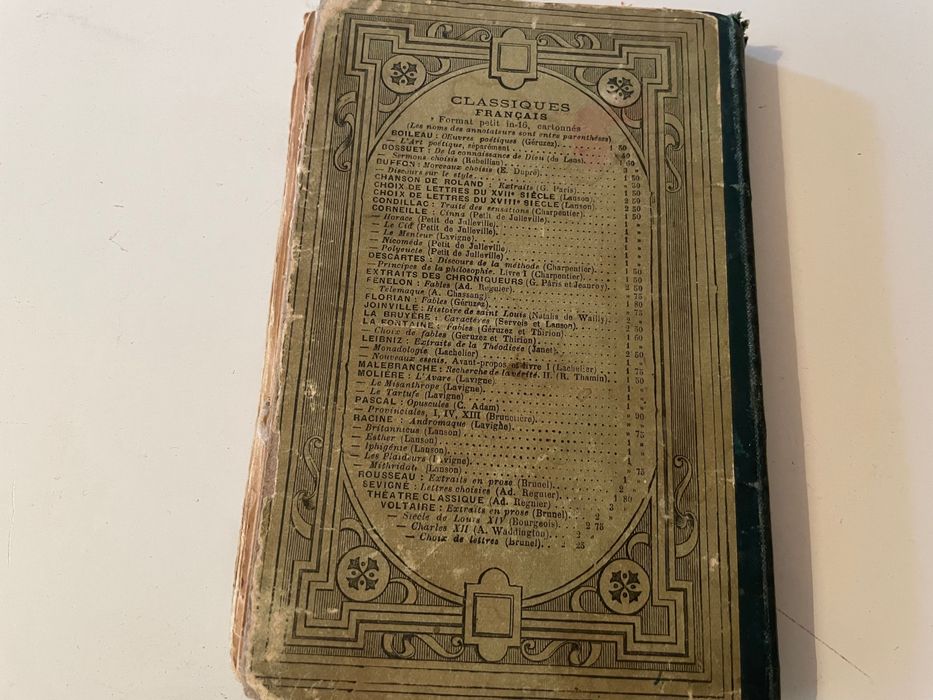 CLASSIQUES
FRANÇAIS
Format petit in-16, cartonnés
(Les noms des annotateurs sont entre parenthèses)
BOILEAU : Œuvres poétiques (Géruzez).
— L'Art poétique, séparément
BOSSUET : De la connaissance de Dieu (de Lens).
Sermons choisis (Rebelliau).
BUFFON : Morceaux choisis (E. Dupré).
— Discours sur le style
CHANSON DE ROLAND : Extraits (G. Paris).
CHOIX DE LETTRES DU XVIIe SIÈCLE (Lanson).
CHOIX DE LETTRES DU XVIIIe SIÈCLE (Lanson).
CONDILLAC : Traité des sensations (Charpentier).
CORNEILLE : Cinna (Petit de Julleville).
— Horace (Petit de Julleville).
— Le Cid (Petit de Julleville)
— Le Menteur (Lavigne).
— Nicomède (Petit de Julleville).
— Polyeucte (Petit de Julleville)
DESCARTES : Discours de la méthode (Charpentier).
— Principes de la philosophie. Livre I (Charpentier).
EXTRAITS DES CHRONIQUEURS (G. Paris et Jeanroy).
FÉNELON : Fables (Ad. Regnier).
— Télémaque (A. Chassang).
FLORIAN : Fables (Géruzez).
JOINVILLE : Histoire de saint Louis (Natalis de Wailly).
LA BRUYÈRE : Caractères (Servois et Lanson).
LA FONTAINE : Fables (Géruzez et Thirion).
— Choix de fables (Géruzez et Thirion).
LEIBNIZ : Extraits de la Théodicée (Janet).
— Monadologie (Lachelier)
— Nouveaux essais. Avant-propos et livre I (Lachelier)
MALEBRANCHE : Recherche de la vérité. II. (R. Thamin).
MOLIÈRE : L'Avare (Lavigne).
— Le Misanthrope (Lavigne).
— Le Tartufe (Lavigne)
PASCAL : Opuscules (C. Adam)
— Provinciales, I, IV, XIII (Brunetière).
RACINE : Andromaque (Lavigne).
— Britannicus (Lanson)
— Esther (Lanson)
— Iphigénie (Lanson)
— Les Plaideurs (Lavigne).
— Mithridate (Lanson)
ROUSSEAU : Extraits en prose (Brunel).
SÉVIGNÉ : Lettres choisies (Ad. Regnier).
THÉATRE CLASSIQUE (Ad. Regnier) 3
VOLTAIRE : Extraits en prose (Brunel). 2 »
— Siècle de Louis XIV (Bourgeois). 2 75
— Charles XII (A. Waddington). 2 »
— Choix de lettres (Brunel). 2 25